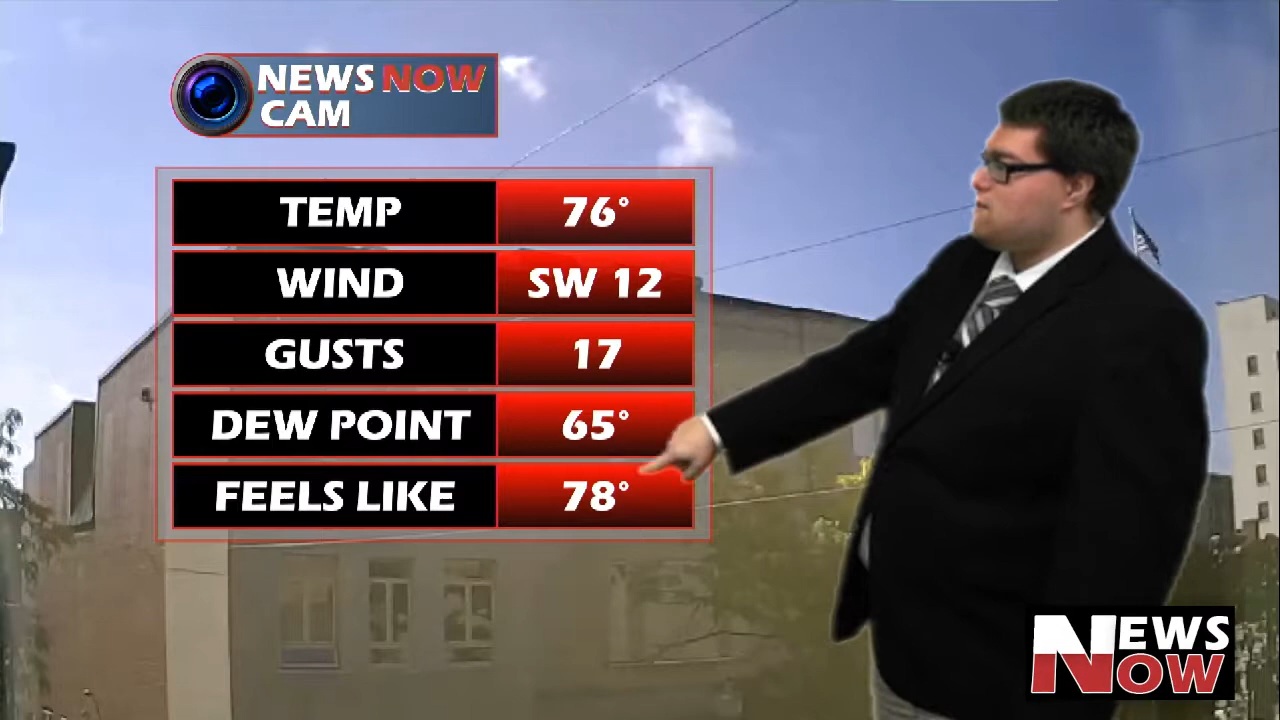 NEWS NOW
CAM
TEMP 76°
WIND SW 12
GUSTS 17
DEW POINT 65°
FEELS LIKE 78°
NEWS
NOW